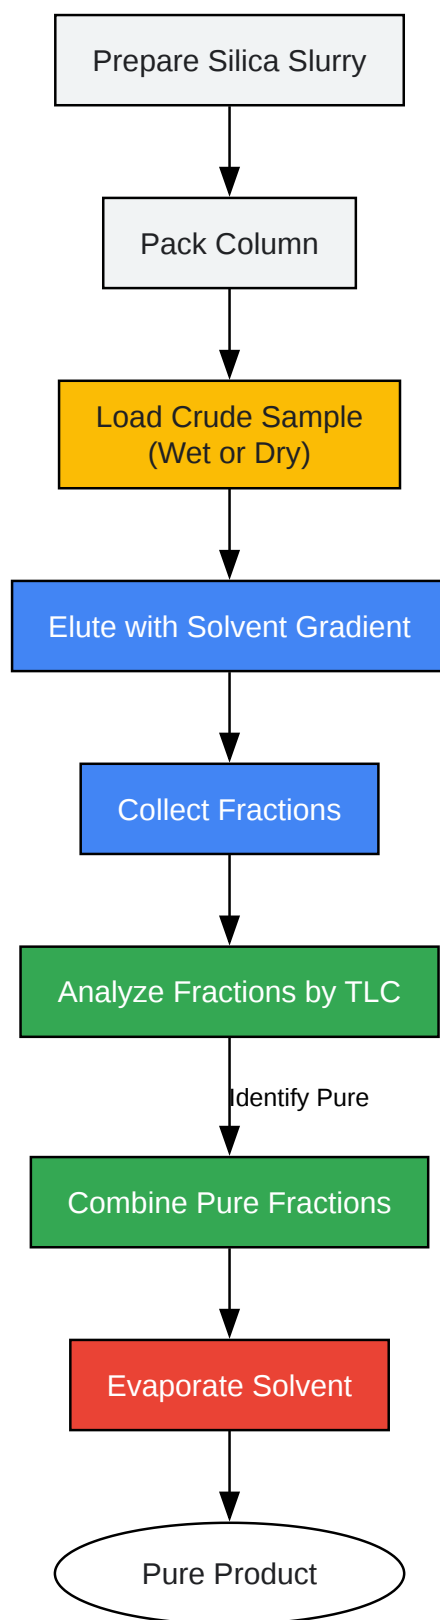 Prepare Silica Slurry
Pack Column
Load Crude Sample
(Wet or Dry)
Elute with Solvent Gradient
Collect Fractions
Analyze Fractions by TLC
Identify Pure
Combine Pure Fractions
Evaporate Solvent
Pure Product